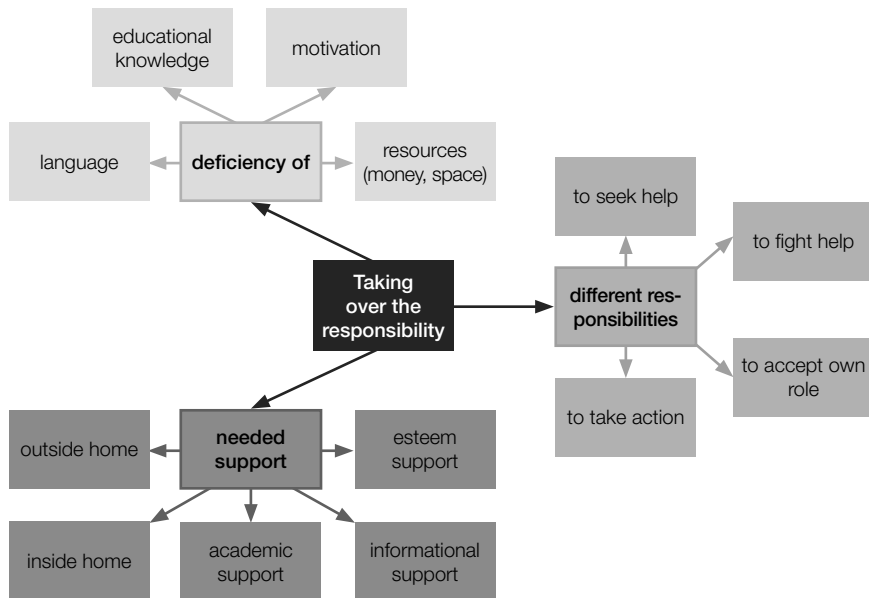 educational
knowledge
motivation
language
deficiency of
resources
(money, space)
to seek help
to fight help
Taking
over the
responsibility
different res-
ponsibilities
to accept own
role
to take action
outside home
needed
support
esteem
support
inside home
academic
support
informational
support